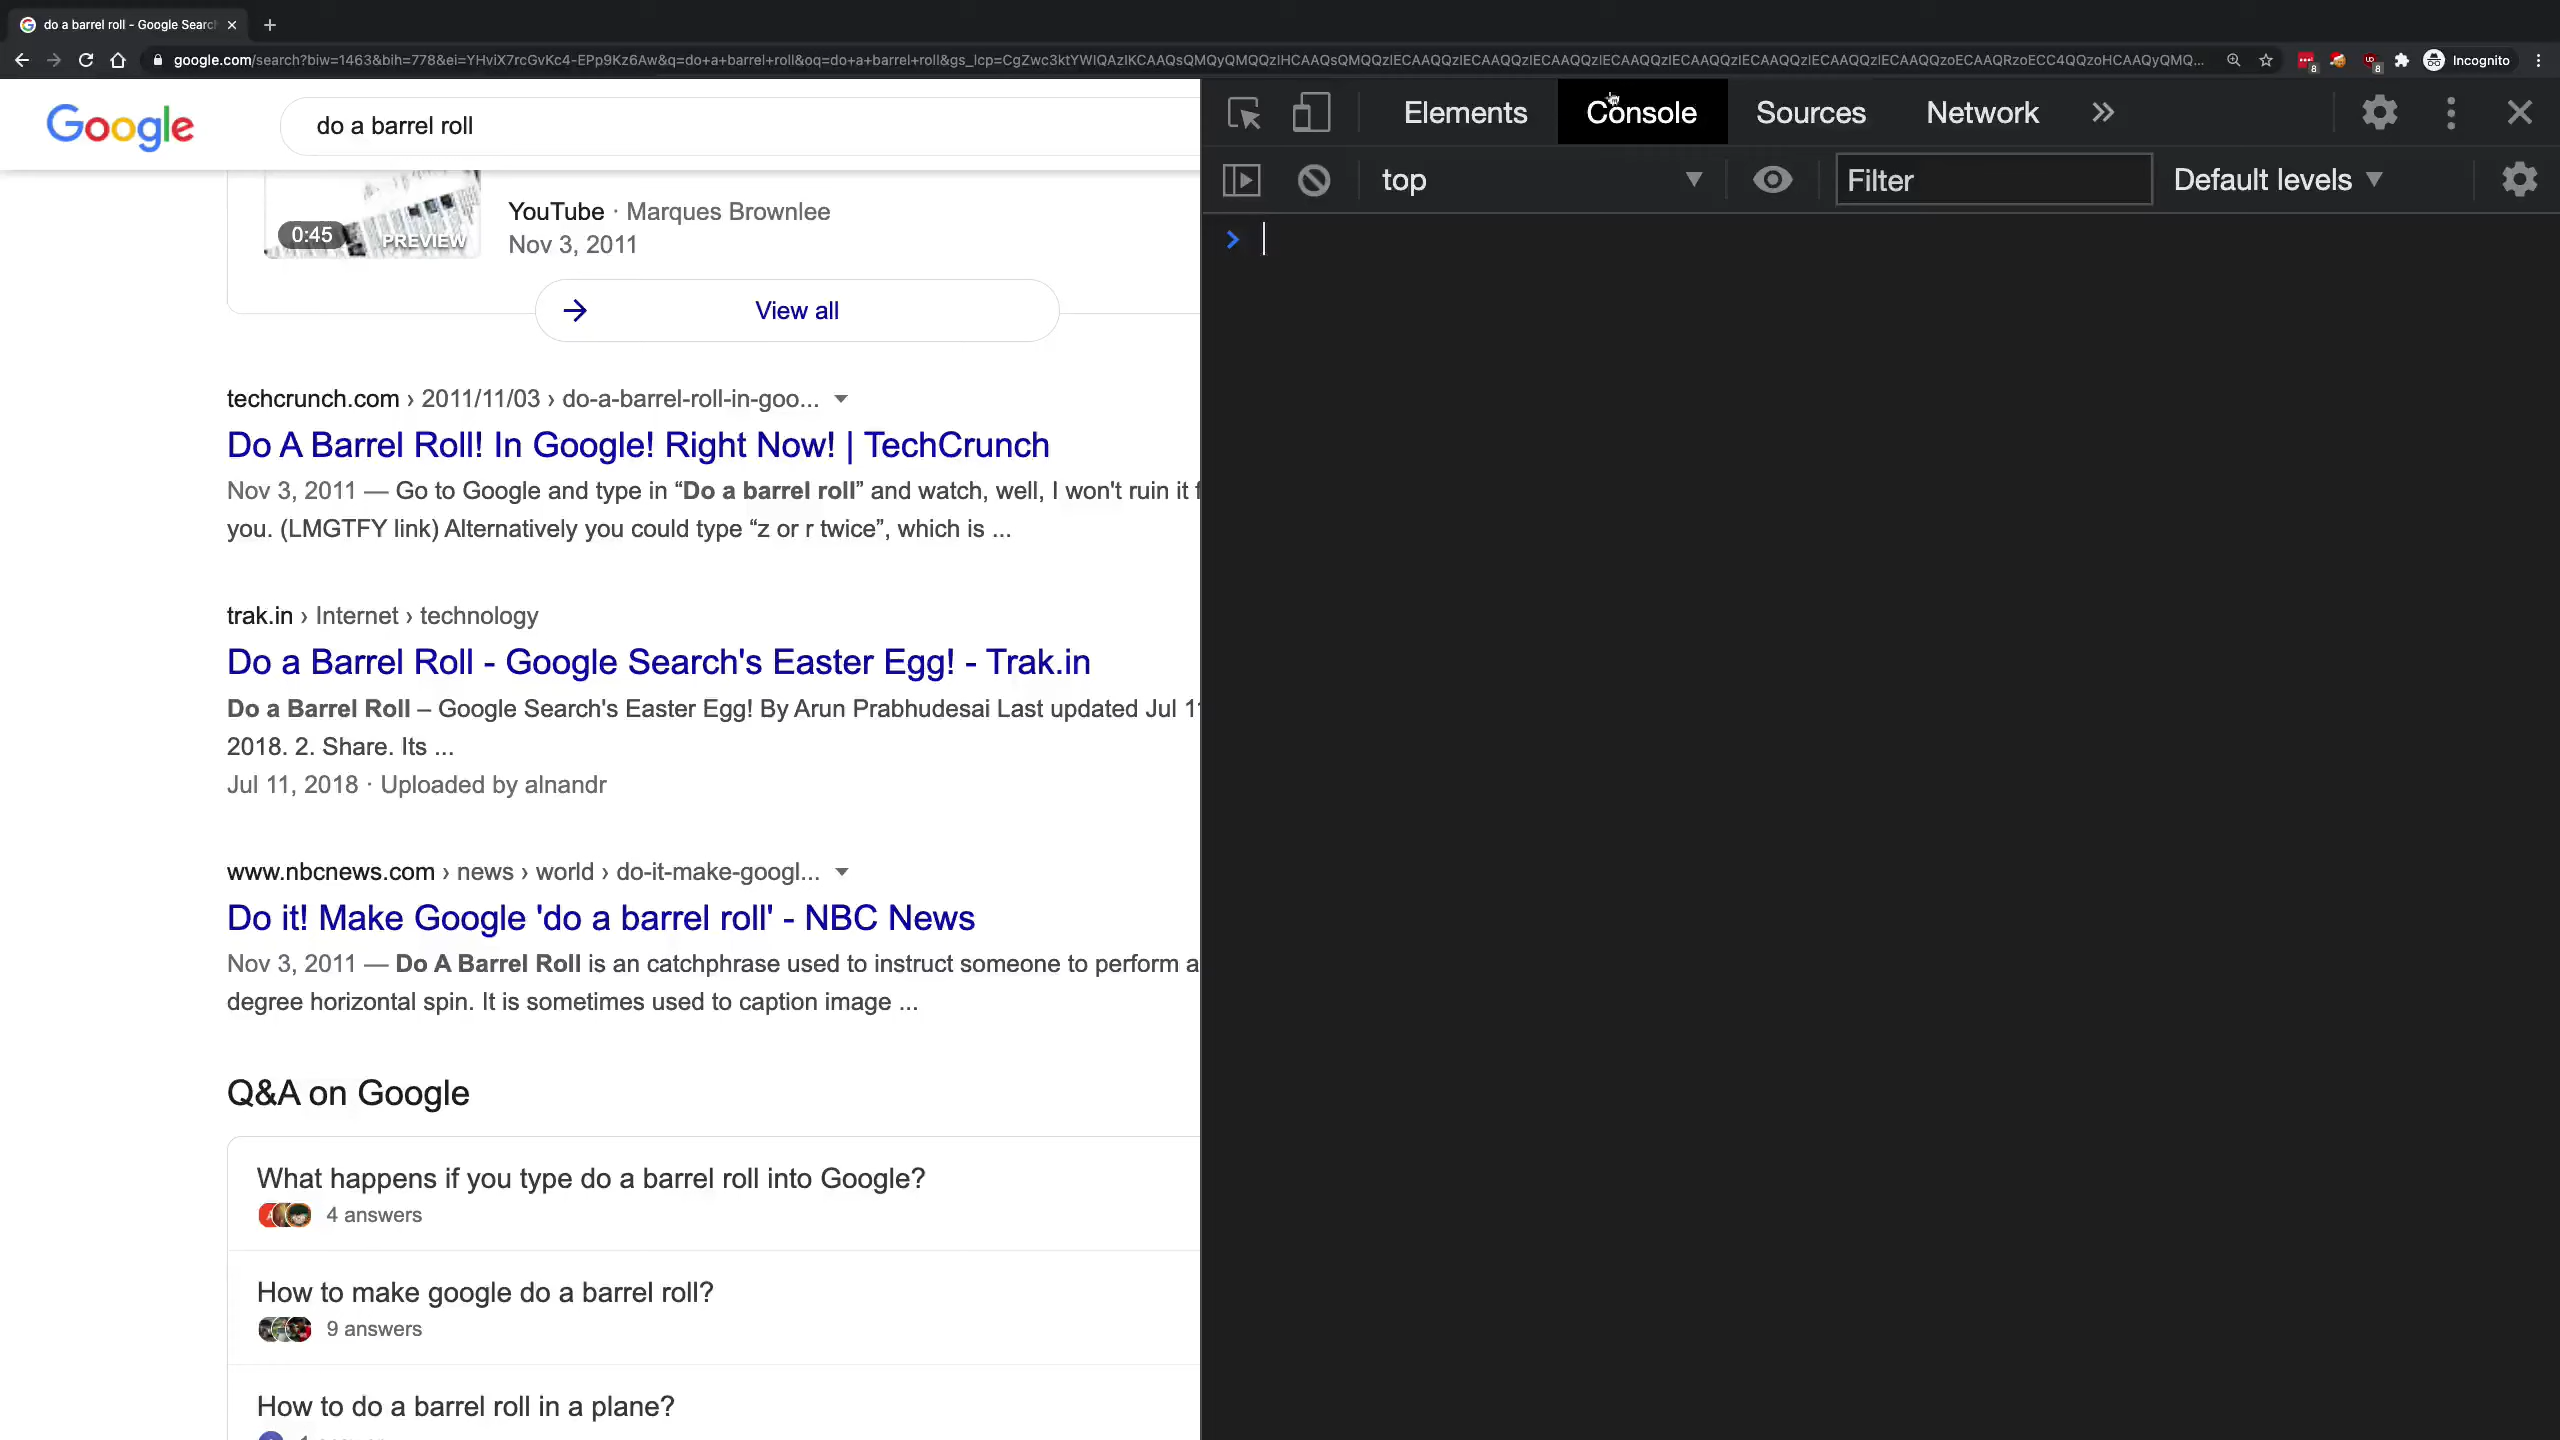 do a barrel roll - Google Search
google.com/search?biw=1463&bih=778&ei=YHviX7rcGvKc4-EPp9Kz6Aw&q=do+a+barrel+roll&oq=do+a+barrel+roll&gs_lcp=
Incognito
8
8
Google
do a barrel roll
Elements
Console
Sources
Network
top
Filter
Default levels
0:45
PREVIEW
YouTube · Marques Brownlee
Nov 3, 2011
View all
techcrunch.com › 2011/11/03 › do-a-barrel-roll-in-goo...
Do A Barrel Roll! In Google! Right Now! | TechCrunch
Nov 3, 2011 — Go to Google and type in “Do a barrel roll” and watch, well, I won't ruin it
you. (LMGTFY link) Alternatively you could type “z or r twice”, which is ...
trak.in › Internet › technology
Do a Barrel Roll - Google Search's Easter Egg! - Trak.in
Do a Barrel Roll – Google Search's Easter Egg! By Arun Prabhudesai Last updated Jul
2018. 2. Share. Its ...
Jul 11, 2018 · Uploaded by alnandr
www.nbcnews.com › news › world › do-it-make-googl...
Do it! Make Google 'do a barrel roll' - NBC News
Nov 3, 2011 — Do A Barrel Roll is an catchphrase used to instruct someone to perform a
degree horizontal spin. It is sometimes used to caption image ...
Q&A on Google
What happens if you type do a barrel roll into Google?
4 answers
How to make google do a barrel roll?
9 answers
How to do a barrel roll in a plane?